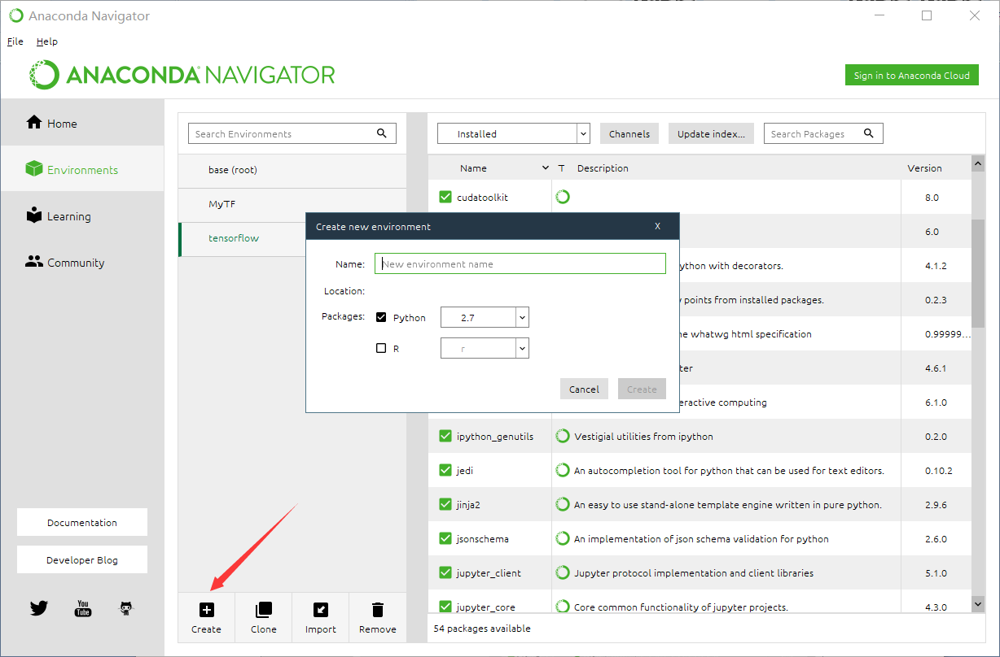 Anaconda Navigator
File Help
ANACONDA NAVIGATOR
Sign in to Anaconda Cloud
Home
Environments
Learning
Community
Documentation
Developer Blog
You
Tube
Search Environments
base (root)
MyTF
tensorflow
Create Clone Import Remove
Installed Channels Update index... Search Packages
Name T Description Version
cudatoolkit 8.0
6.0
ython with decorators. 4.1.2
points from installed packages. 0.2.3
he whatwg html specification 0.99999...
ter 4.6.1
eractive computing 6.1.0
ipython_genutils Vestigial utilities from ipython 0.2.0
jedi An autocompletion tool for python that can be used for text editors. 0.10.2
jinja2 An easy to use stand-alone template engine written in pure python. 2.9.6
jsonschema An implementation of json schema validation for python 2.6.0
jupyter_client Jupyter protocol implementation and client libraries 5.1.0
jupyter_core Core common functionality of jupyter projects. 4.3.0
54 packages available
Create new environment X
Name: New environment name
Location:
Packages: Python 2.7
R r
Cancel Create